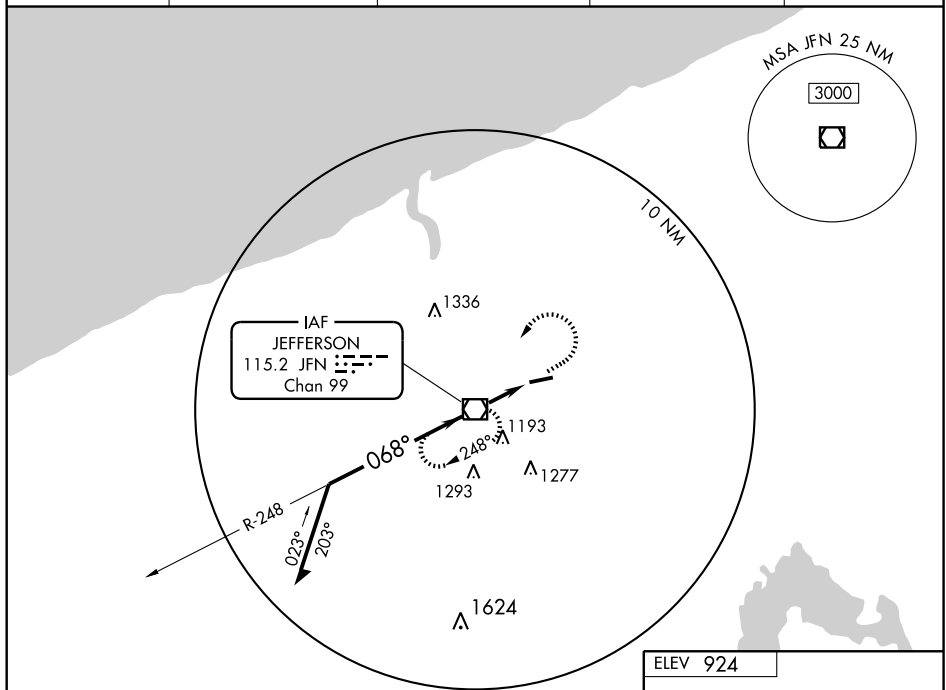 MSA JFN 25 NM
3000
10 NM
1336
IAF
JEFFERSON
115.2 JFN
Chan 99
1193
248°
068°
1277
1293
R-248
023°
203°
1624
ELEV 924